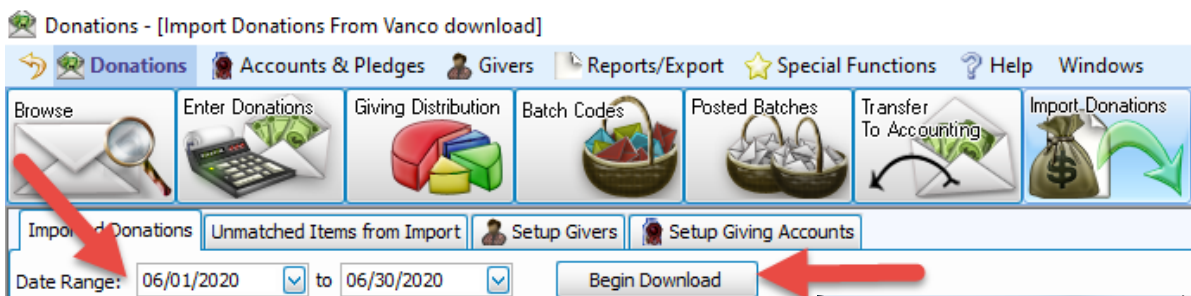 Donations - [Import Donations From Vanco download]
Donations Accounts & Pledges Givers Reports/Export Special Functions Help Windows
Browse Enter Donations Giving Distribution Batch Codes Posted Batches Transfer To Accounting Import Donations
Imported Donations Unmatched Items from Import Setup Givers Setup Giving Accounts
Date Range: 06/01/2020 to 06/30/2020 Begin Download